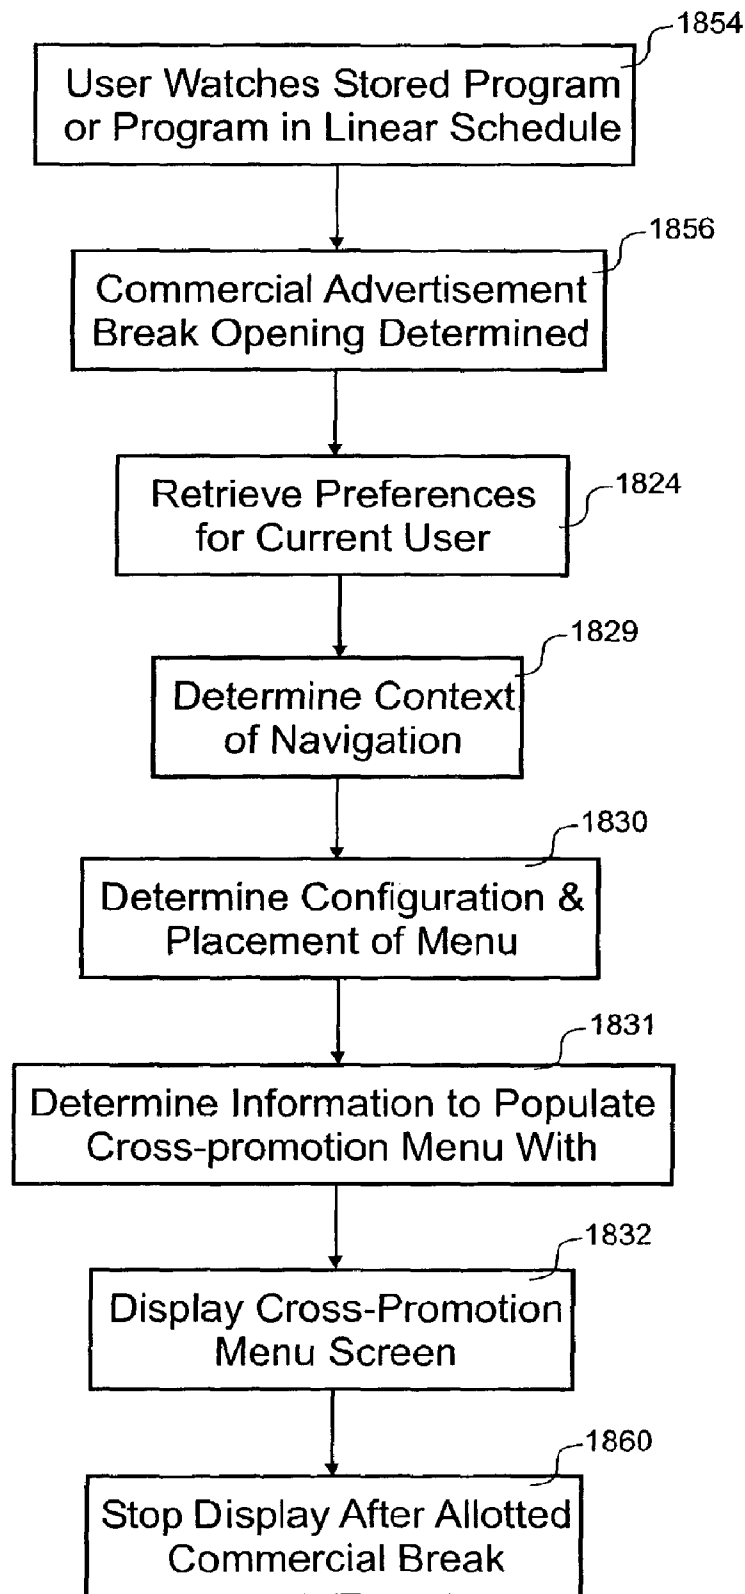 1854
User Watches Stored Program
or Program in Linear Schedule
1856
Commercial Advertisement
Break Opening Determined
1824
Retrieve Preferences
for Current User
1829
Determine Context
of Navigation
1830
Determine Configuration &
Placement of Menu
1831
Determine Information to Populate
Cross-promotion Menu With
1832
Display Cross-Promotion
Menu Screen
1860
Stop Display After Allotted
Commercial Break